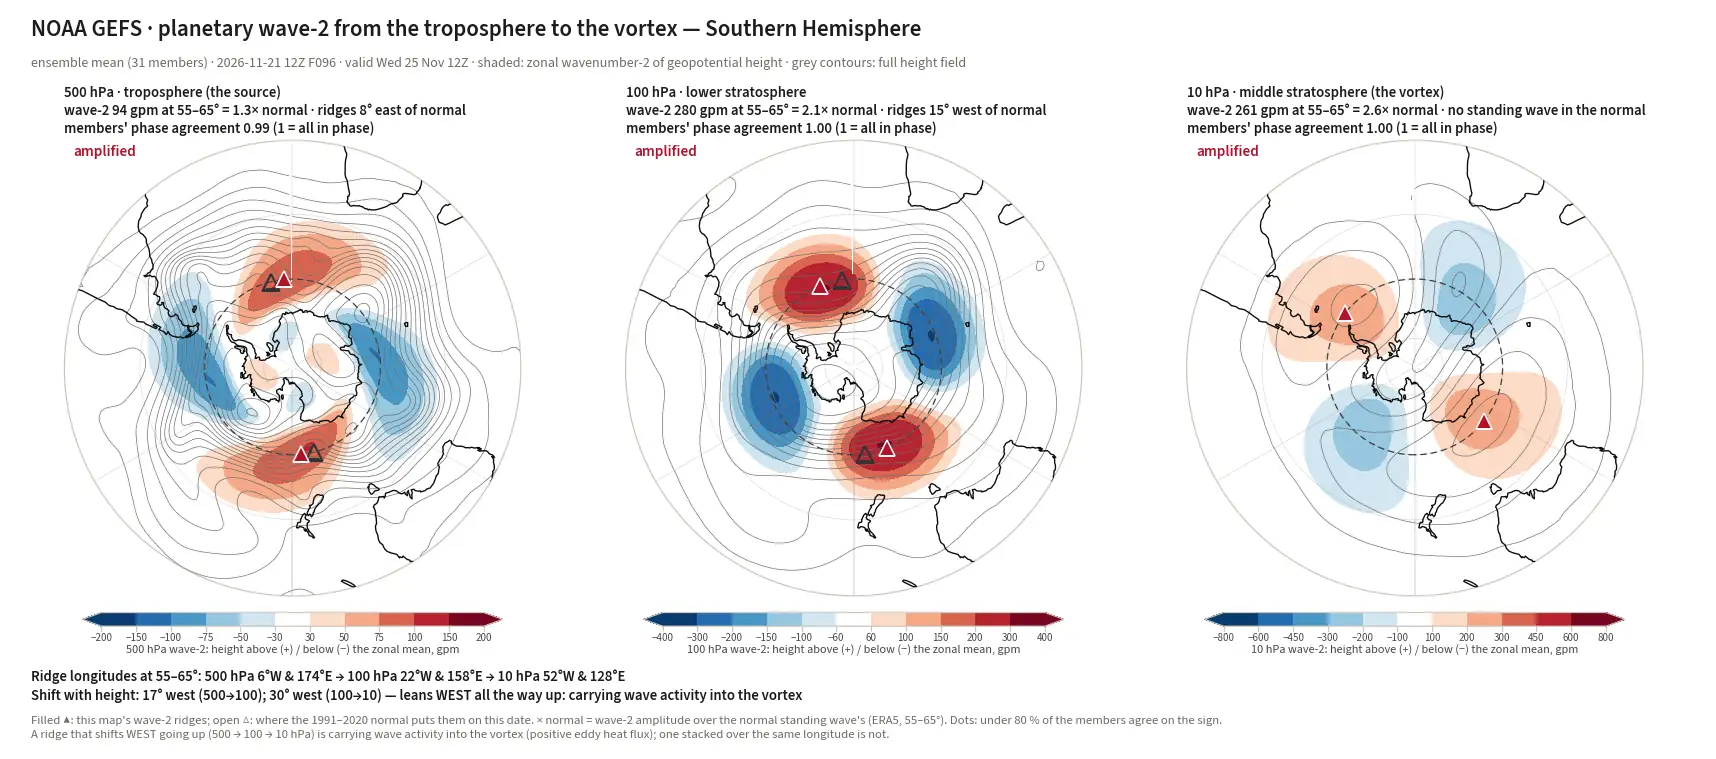 NOAA GEFS · planetary wave-2 from the troposphere to the vortex — Southern Hemisphere
ensemble mean (31 members) · 2026-11-21 12Z F096 · valid Wed 25 Nov 12Z · shaded: zonal wavenumber-2 of geopotential height · grey contours: full height field
500 hPa · troposphere (the source)
wave-2 94 gpm at 55–65° = 1.3× normal · ridges 8° east of normal
members' phase agreement 0.99 (1 = all in phase)
amplified
100 hPa · lower stratosphere
wave-2 280 gpm at 55–65° = 2.1× normal · ridges 15° west of normal
members' phase agreement 1.00 (1 = all in phase)
amplified
10 hPa · middle stratosphere (the vortex)
wave-2 261 gpm at 55–65° = 2.6× normal · no standing wave in the normal
members' phase agreement 1.00 (1 = all in phase)
amplified
−200 −150 −100 −75 −50 −30 30 50 75 100 150 200
500 hPa wave-2: height above (+) / below (−) the zonal mean, gpm
−400 −300 −200 −150 −100 −60 60 100 150 200 300 400
100 hPa wave-2: height above (+) / below (−) the zonal mean, gpm
−800 −600 −450 −300 −200 −100 100 200 300 450 600 800
10 hPa wave-2: height above (+) / below (−) the zonal mean, gpm
Ridge longitudes at 55–65°: 500 hPa 6°W & 174°E → 100 hPa 22°W & 158°E → 10 hPa 52°W & 128°E
Shift with height: 17° west (500→100); 30° west (100→10) — leans WEST all the way up: carrying wave activity into the vortex
Filled ▲: this map's wave-2 ridges; open △: where the 1991–2020 normal puts them on this date. × normal = wave-2 amplitude over the normal standing wave's (ERA5, 55–65°). Dots: under 80 % of the members agree on the sign.
A ridge that shifts WEST going up (500 → 100 → 10 hPa) is carrying wave activity into the vortex (positive eddy heat flux); one stacked over the same longitude is not.